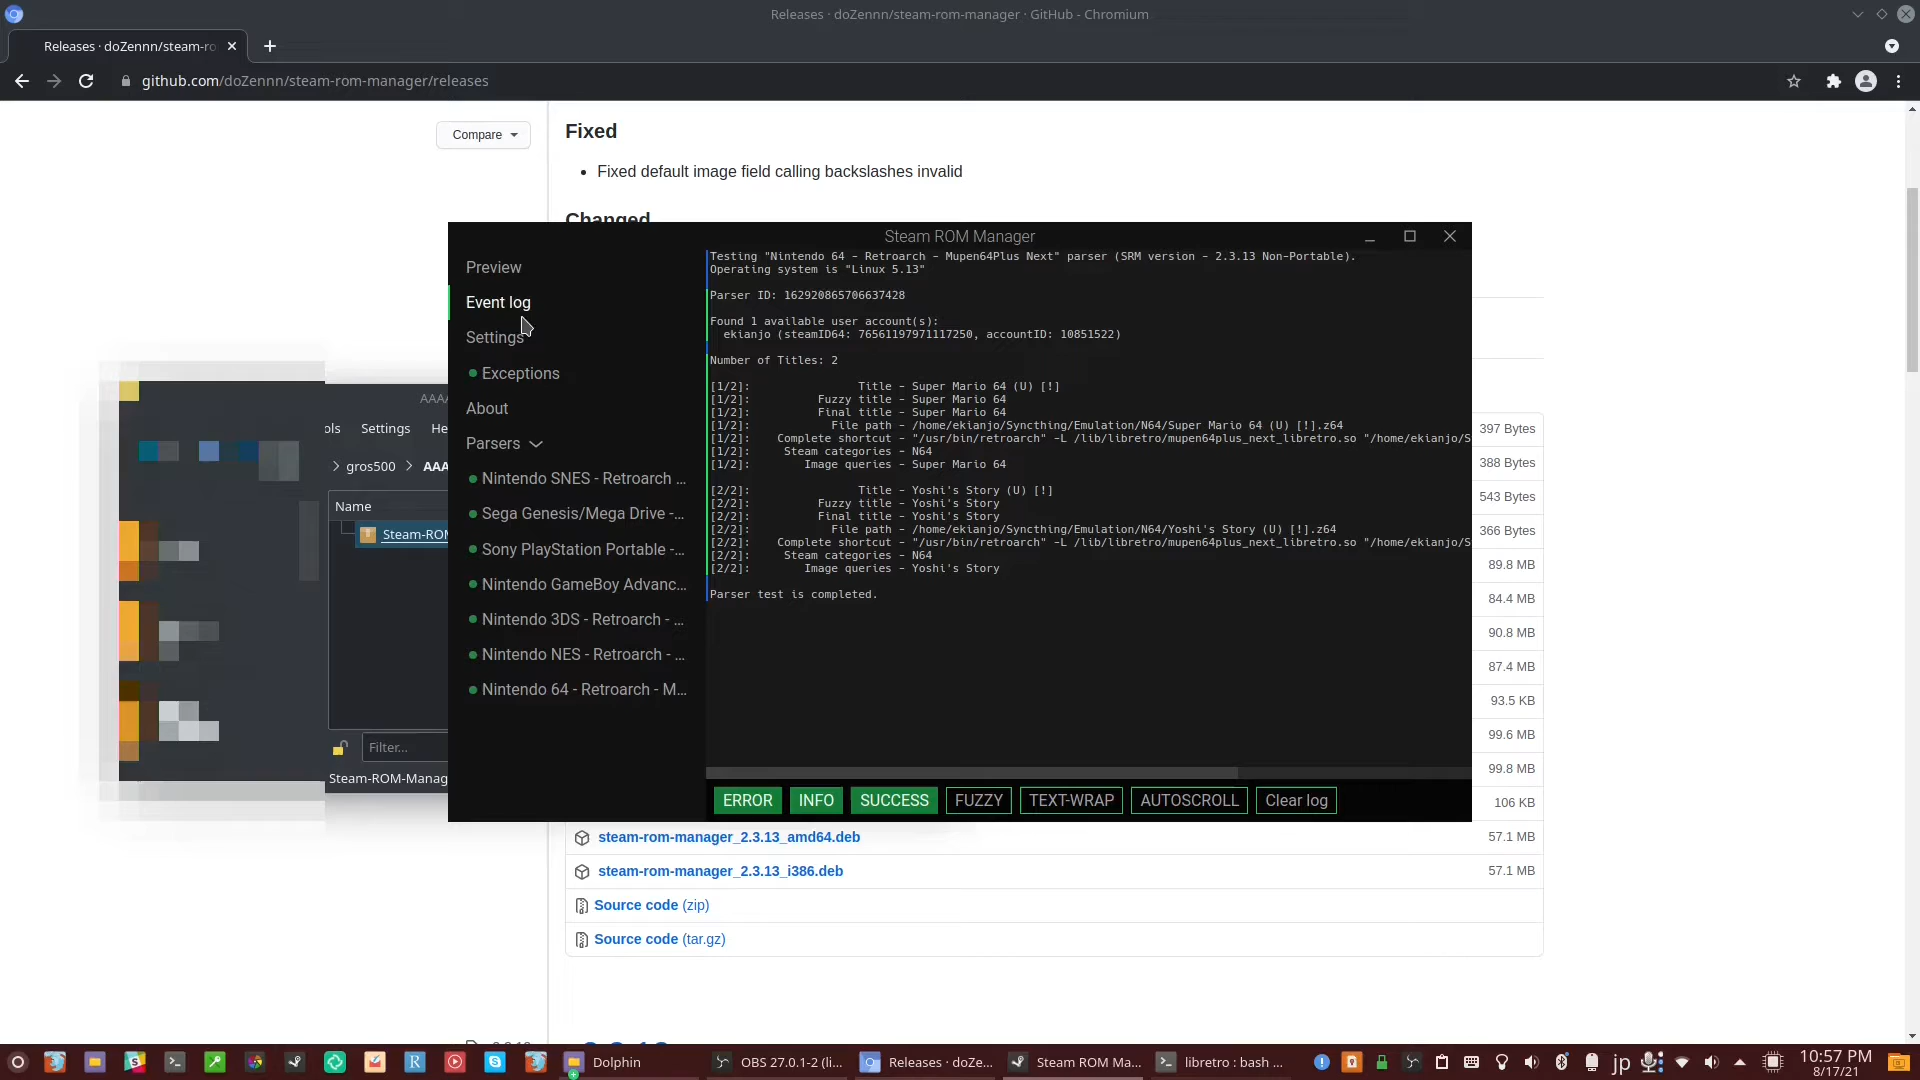 Releases · doZennn/steam-rom-manager · GitHub - Chromium
Releases · doZennn/steam-ro
github.com/doZennn/steam-rom-manager/releases
Compare
Fixed
Fixed default image field calling backslashes invalid
Changed
Steam ROM Manager
Preview
Event log
Settings
Exceptions
About
Parsers
Nintendo SNES - Retroarch ...
Sega Genesis/Mega Drive -...
Sony PlayStation Portable -...
Nintendo GameBoy Advanc...
Nintendo 3DS - Retroarch - ...
Nintendo NES - Retroarch - ...
Nintendo 64 - Retroarch - M...
Testing "Nintendo 64 - Retroarch - Mupen64Plus Next" parser (SRM version - 2.3.13 Non-Portable).
Operating system is "Linux 5.13"
Parser ID: 162920865706637428
Found 1 available user account(s):
ekianjo (steamID64: 76561197971117250, accountID: 10851522)
Number of Titles: 2
[1/2]: Title - Super Mario 64 (U) [!]
[1/2]: Fuzzy title - Super Mario 64
[1/2]: Final title - Super Mario 64
[1/2]: File path - /home/ekianjo/Syncthing/Emulation/N64/Super Mario 64 (U) [!].z64
[1/2]: Complete shortcut - "/usr/bin/retroarch" -L /lib/libretro/mupen64plus_next_libretro.so "/home/ekianjo/S
[1/2]: Steam categories - N64
[1/2]: Image queries - Super Mario 64
[2/2]: Title - Yoshi's Story (U) [!]
[2/2]: Fuzzy title - Yoshi's Story
[2/2]: Final title - Yoshi's Story
[2/2]: File path - /home/ekianjo/Syncthing/Emulation/N64/Yoshi's Story (U) [!].z64
[2/2]: Complete shortcut - "/usr/bin/retroarch" -L /lib/libretro/mupen64plus_next_libretro.so "/home/ekianjo/S
[2/2]: Steam categories - N64
[2/2]: Image queries - Yoshi's Story
Parser test is completed.
ERROR INFO SUCCESS FUZZY TEXT-WRAP AUTOSCROLL Clear log
AAA
ols Settings He
gros500 AAA
Name
Steam-ROM
Filter...
Steam-ROM-Manag
397 Bytes
388 Bytes
543 Bytes
366 Bytes
89.8 MB
84.4 MB
90.8 MB
87.4 MB
93.5 KB
99.6 MB
99.8 MB
106 KB
steam-rom-manager_2.3.13_amd64.deb 57.1 MB
steam-rom-manager_2.3.13_i386.deb 57.1 MB
Source code (zip)
Source code (tar.gz)
Dolphin
OBS 27.0.1-2 (li...
Releases · doZe...
Steam ROM Ma...
libretro : bash ...
jp
10:57 PM
8/17/21